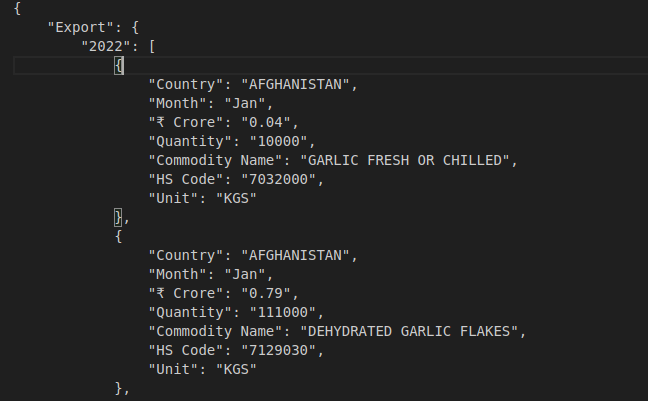 {
    "Export": {
        "2022": [
            {
                "Country": "AFGHANISTAN",
                "Month": "Jan",
                "₹ Crore": "0.04",
                "Quantity": "10000",
                "Commodity Name": "GARLIC FRESH OR CHILLED",
                "HS Code": "7032000",
                "Unit": "KGS"
            },
            {
                "Country": "AFGHANISTAN",
                "Month": "Jan",
                "₹ Crore": "0.79",
                "Quantity": "111000",
                "Commodity Name": "DEHYDRATED GARLIC FLAKES",
                "HS Code": "7129030",
                "Unit": "KGS"
            },